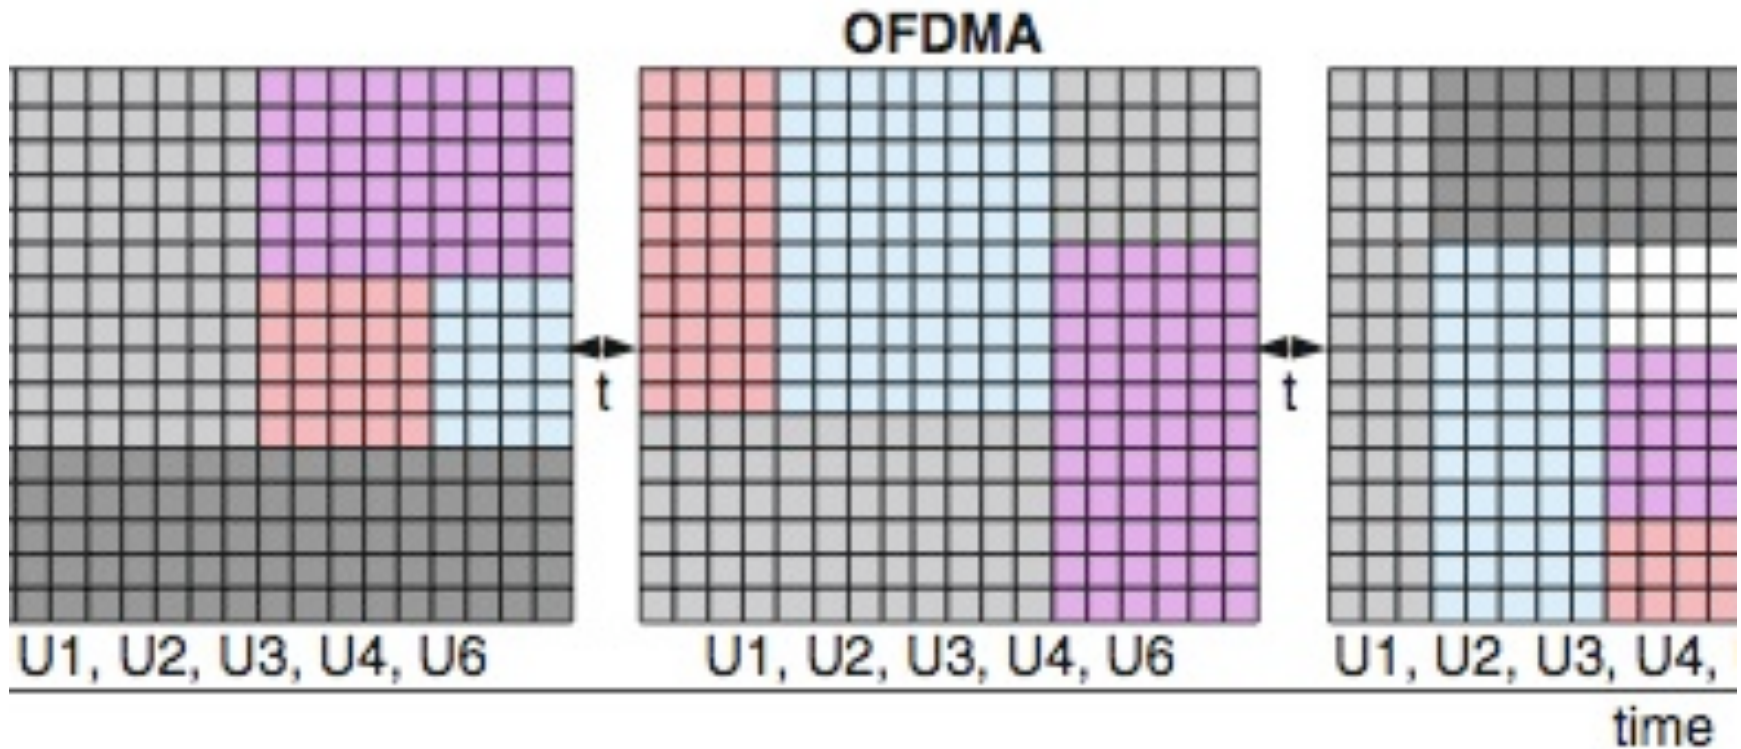 OFDMA
t
t
U1, U2, U3, U4, U6
U1, U2, U3, U4, U6
U1, U2, U3, U4,
time